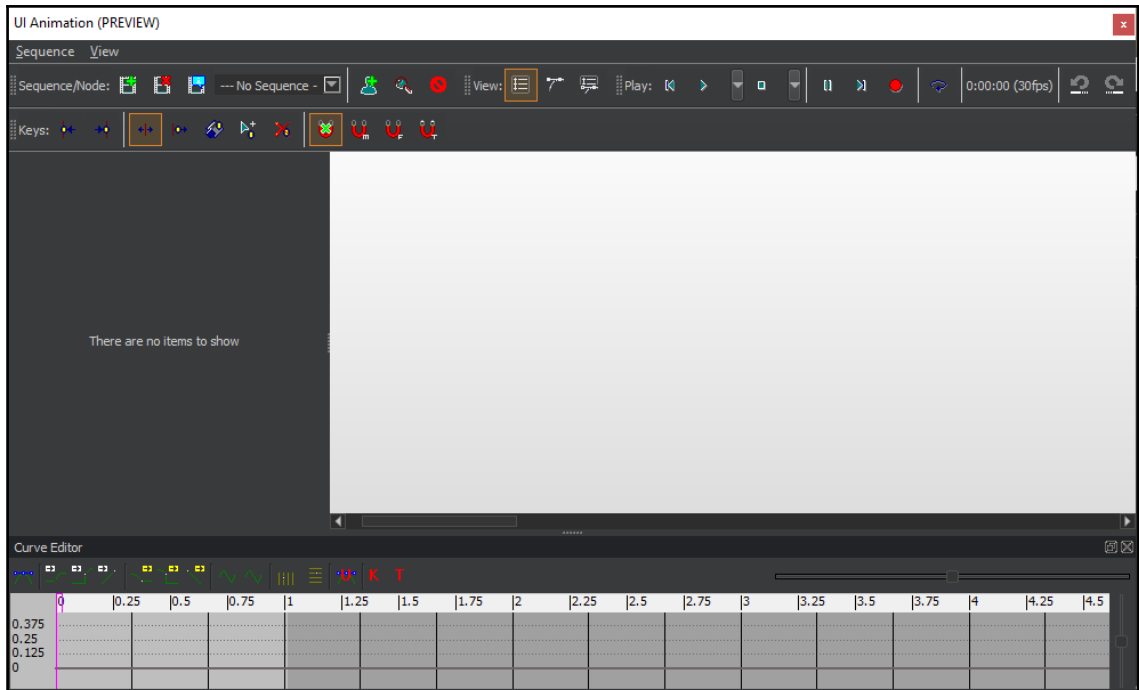 UI Animation (PREVIEW)
x
Sequence View
Sequence/Node: --- No Sequence - View: Play: 0:00:00 (30fps)
Keys: m F T
There are no items to show
Curve Editor
K T
0 0.25 0.5 0.75 1 1.25 1.5 1.75 2 2.25 2.5 2.75 3 3.25 3.5 3.75 4 4.25 4.5
0.375
0.25
0.125
0